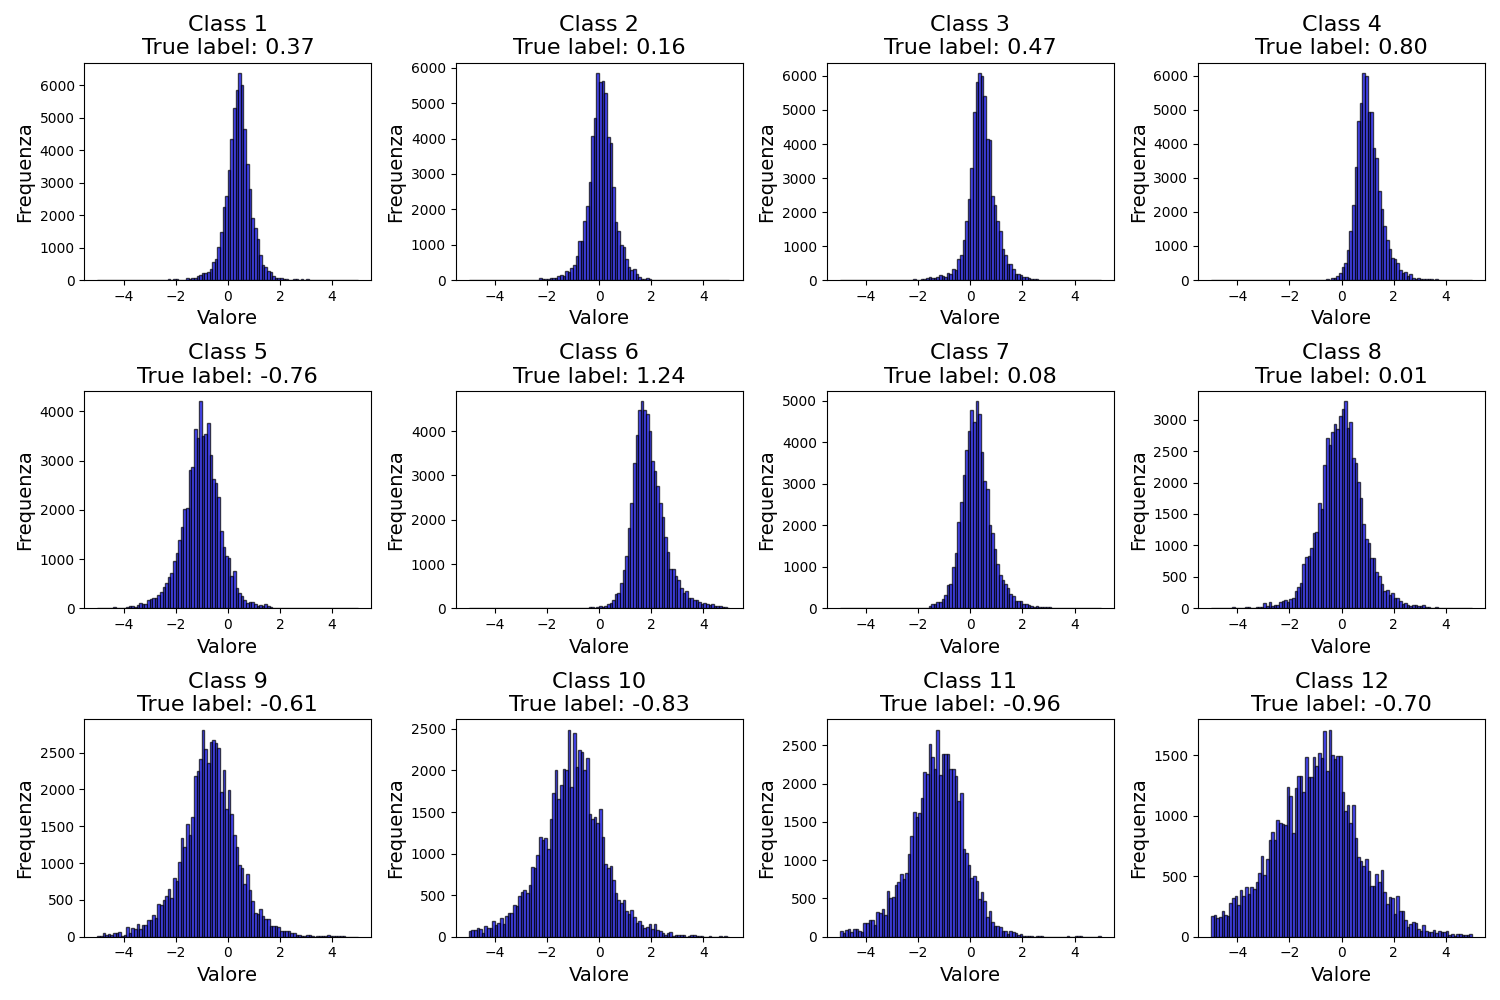 Class 1
True label: 0.37
Class 2
True label: 0.16
Class 3
True label: 0.47
Class 4
True label: 0.80
6000
5000
4000
3000
2000
1000
0
Frequenza
−4 −2 0 2 4
Valore
6000
5000
4000
3000
2000
1000
0
Frequenza
−4 −2 0 2 4
Valore
6000
5000
4000
3000
2000
1000
0
Frequenza
−4 −2 0 2 4
Valore
6000
5000
4000
3000
2000
1000
0
Frequenza
−4 −2 0 2 4
Valore
Class 5
True label: -0.76
Class 6
True label: 1.24
Class 7
True label: 0.08
Class 8
True label: 0.01
4000
3000
2000
1000
0
Frequenza
−4 −2 0 2 4
Valore
4000
3000
2000
1000
0
Frequenza
−4 −2 0 2 4
Valore
5000
4000
3000
2000
1000
0
Frequenza
−4 −2 0 2 4
Valore
3000
2500
2000
1500
1000
500
0
Frequenza
−4 −2 0 2 4
Valore
Class 9
True label: -0.61
Class 10
True label: -0.83
Class 11
True label: -0.96
Class 12
True label: -0.70
2500
2000
1500
1000
500
0
Frequenza
−4 −2 0 2 4
Valore
2500
2000
1500
1000
500
0
Frequenza
−4 −2 0 2 4
Valore
2500
2000
1500
1000
500
0
Frequenza
−4 −2 0 2 4
Valore
1500
1000
500
0
Frequenza
−4 −2 0 2 4
Valore